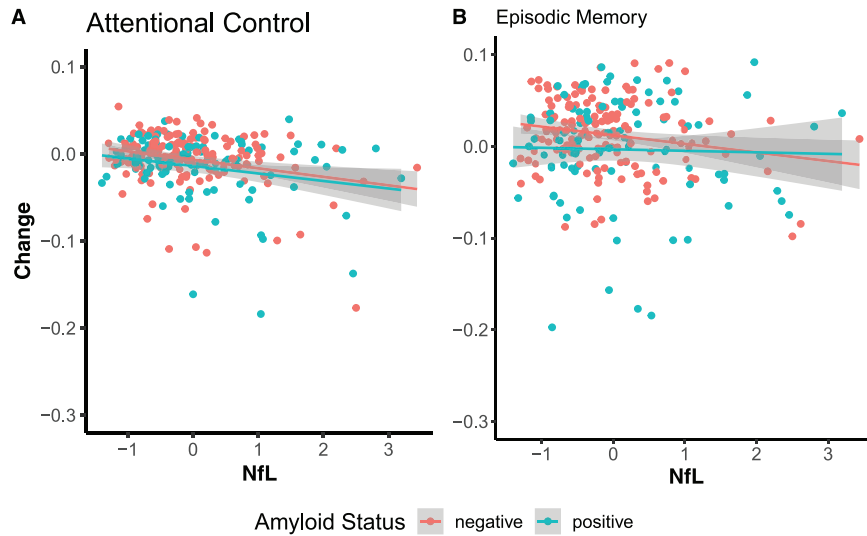 A
Attentional Control
B
Episodic Memory
Change
0.1
0.0
−0.1
−0.2
−0.3
−1
0
1
2
3
NfL
0.1
0.0
−0.1
−0.2
−0.3
−1
0
1
2
3
NfL
Amyloid Status negative positive